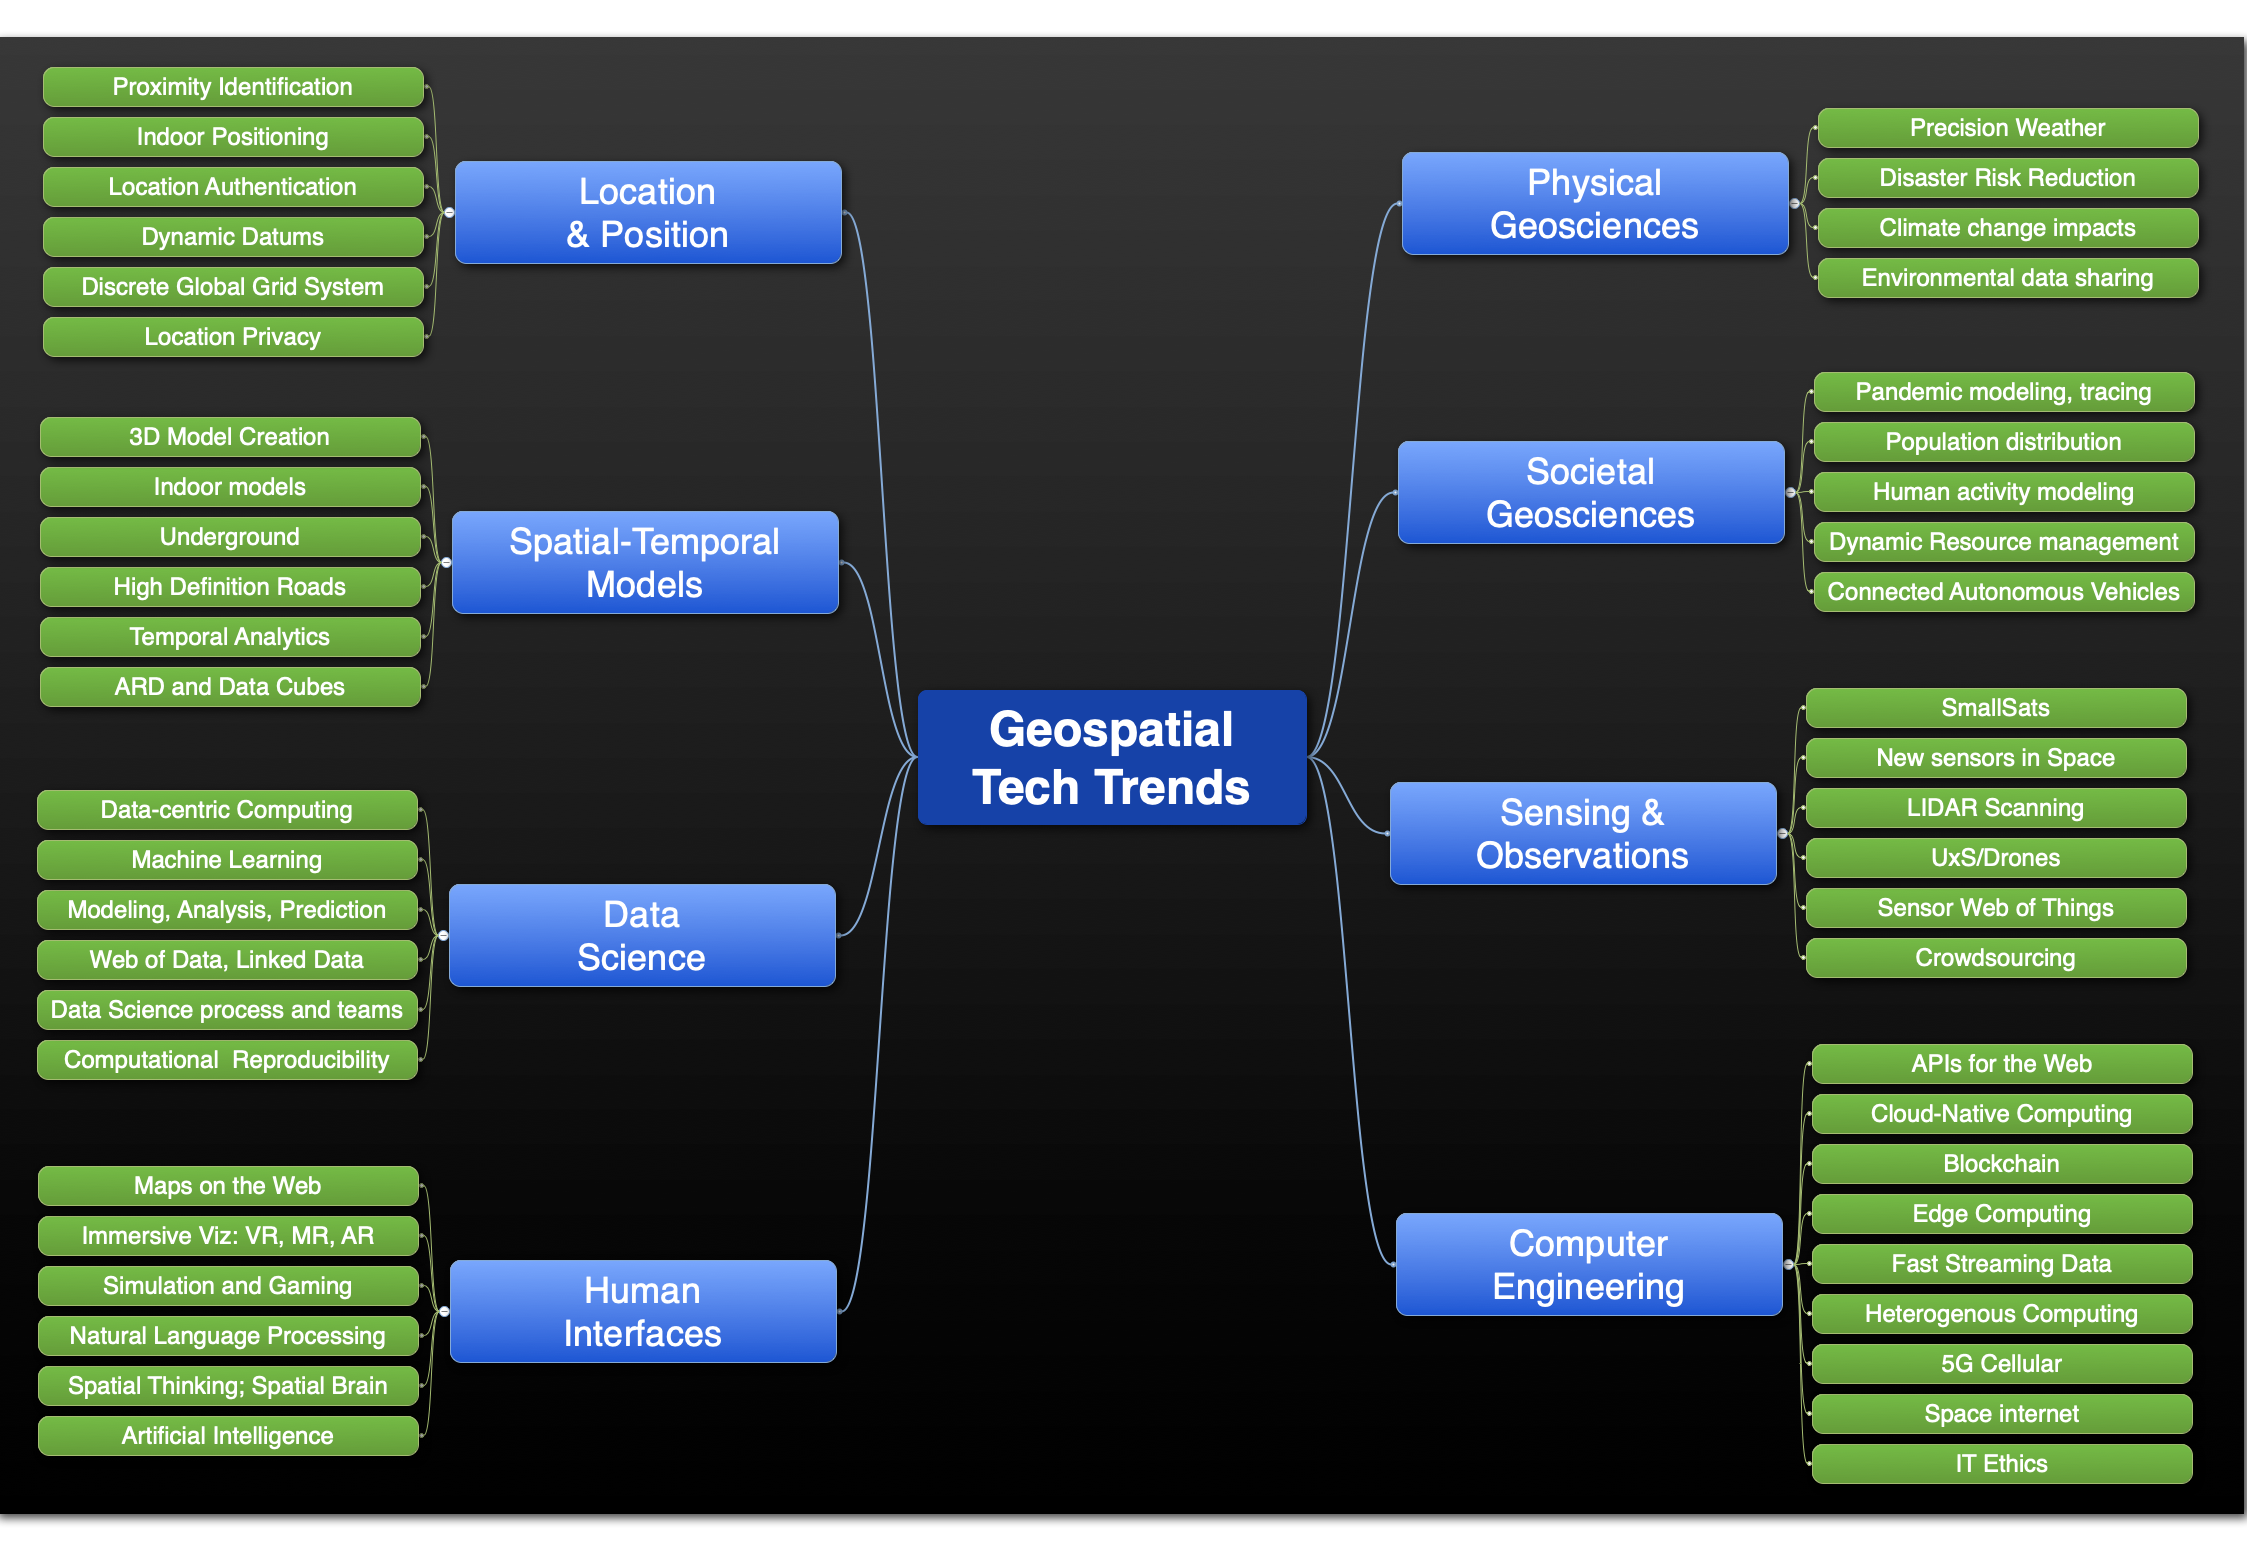 Geospatial
Tech Trends
Location
& Position
Proximity Identification
Indoor Positioning
Location Authentication
Dynamic Datums
Discrete Global Grid System
Location Privacy
Spatial-Temporal
Models
3D Model Creation
Indoor models
Underground
High Definition Roads
Temporal Analytics
ARD and Data Cubes
Data
Science
Data-centric Computing
Machine Learning
Modeling, Analysis, Prediction
Web of Data, Linked Data
Data Science process and teams
Computational  Reproducibility
Human
Interfaces
Maps on the Web
Immersive Viz: VR, MR, AR
Simulation and Gaming
Natural Language Processing
Spatial Thinking; Spatial Brain
Artificial Intelligence
Physical
Geosciences
Precision Weather
Disaster Risk Reduction
Climate change impacts
Environmental data sharing
Societal
Geosciences
Pandemic modeling, tracing
Population distribution
Human activity modeling
Dynamic Resource management
Connected Autonomous Vehicles
Sensing &
Observations
SmallSats
New sensors in Space
LIDAR Scanning
UxS/Drones
Sensor Web of Things
Crowdsourcing
Computer
Engineering
APIs for the Web
Cloud-Native Computing
Blockchain
Edge Computing
Fast Streaming Data
Heterogenous Computing
5G Cellular
Space internet
IT Ethics